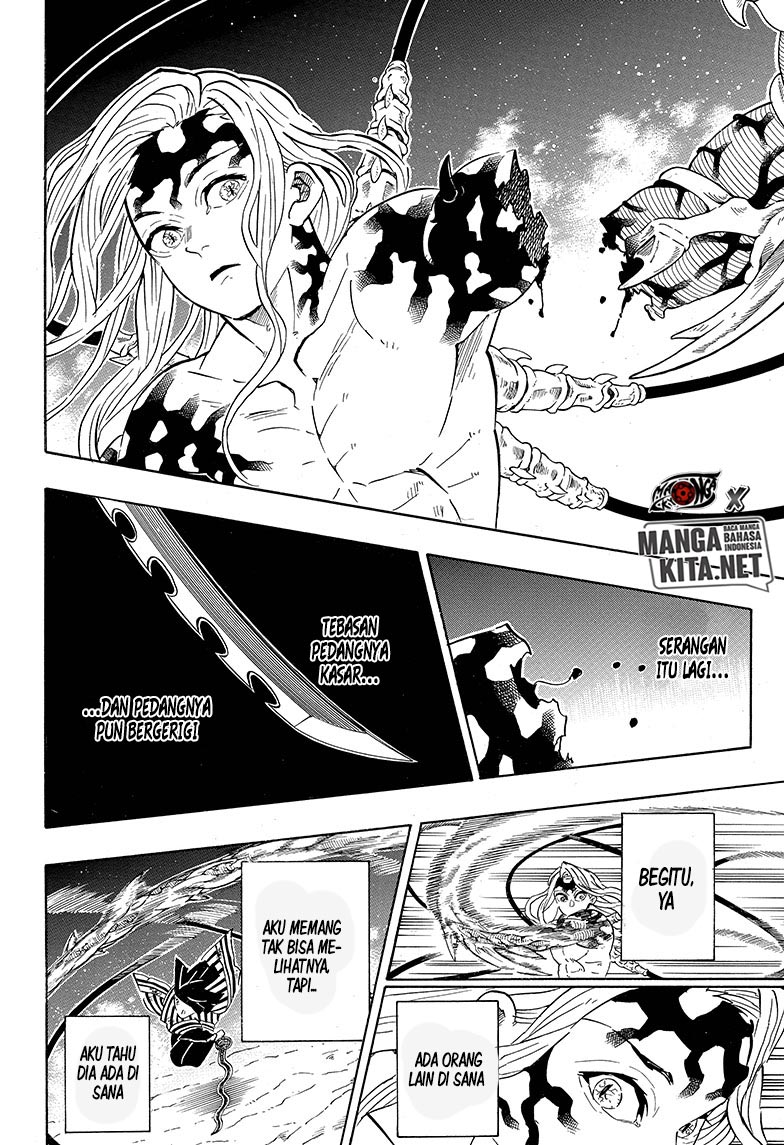 MANGA
BACA MANGA
BAHASA
INDONESIA
KITA.NET
X
SERANGAN
ITU LAGI...
TEBASAN
PEDANGNYA
KASAR...
...DAN PEDANGNYA
PUN BERGERIGI
BEGITU,
YA
ADA ORANG
LAIN DI SANA
AKU MEMANG
TAK BISA ME-
LIHATNYA,
TAPI...
AKU TAHU
DIA ADA DI
SANA